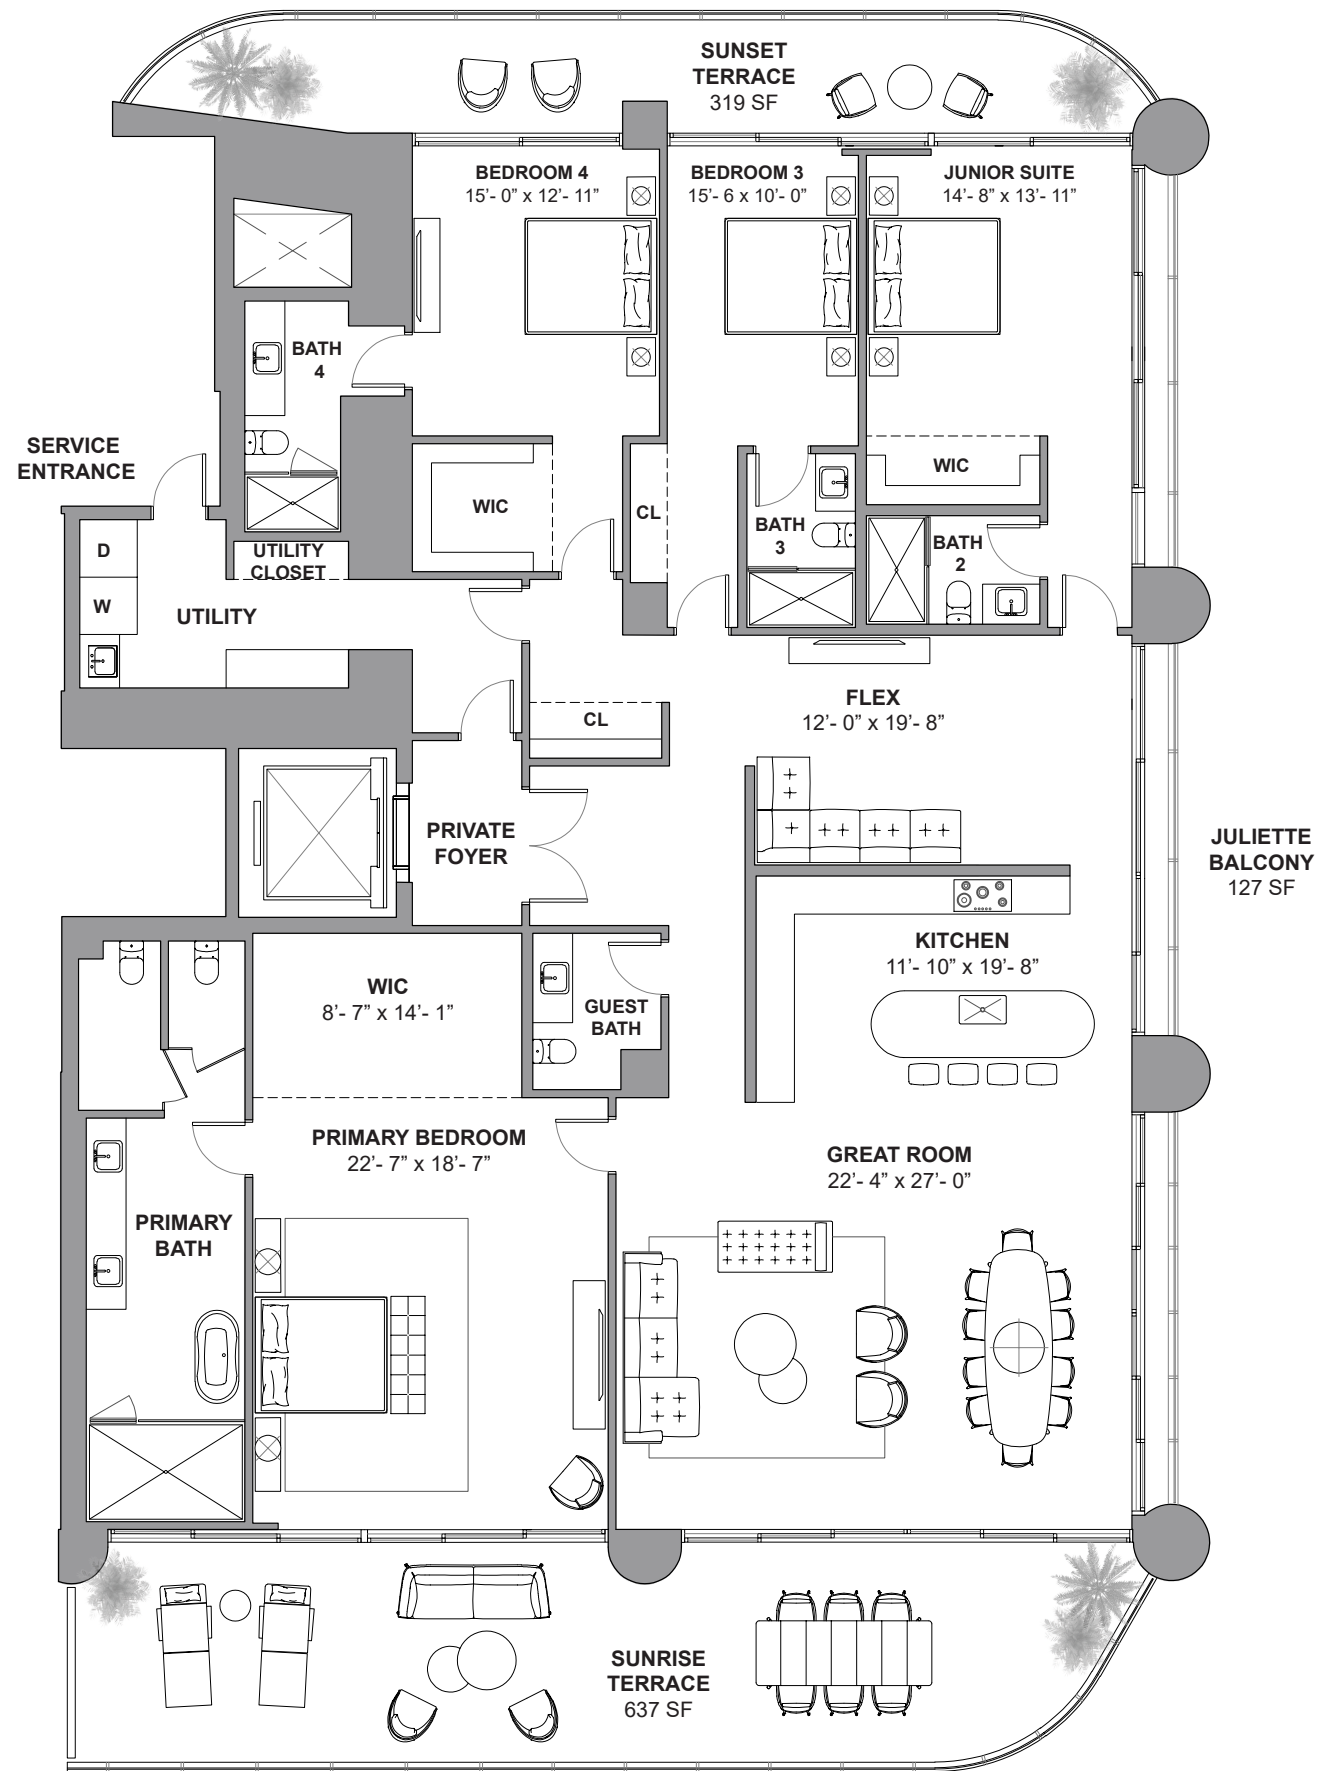 SUNSET
TERRACE
319 SF
BEDROOM 4
15’- 0” x 12’- 11”
BEDROOM 3
15’- 6 x 10’- 0”
JUNIOR SUITE
14’- 8” x 13’- 11”
BATH
4
SERVICE
ENTRANCE
WIC
WIC
CL
D
UTILITY
CLOSET
BATH
3
BATH
2
W
UTILITY
FLEX
12’- 0” x 19’- 8”
CL
PRIVATE
FOYER
JULIETTE
BALCONY
127 SF
KITCHEN
11’- 10” x 19’- 8”
WIC
8’- 7” x 14’- 1”
GUEST
BATH
PRIMARY BEDROOM
22’- 7” x 18’- 7”
GREAT ROOM
22’- 4” x 27’- 0”
PRIMARY
BATH
SUNRISE
TERRACE
637 SF